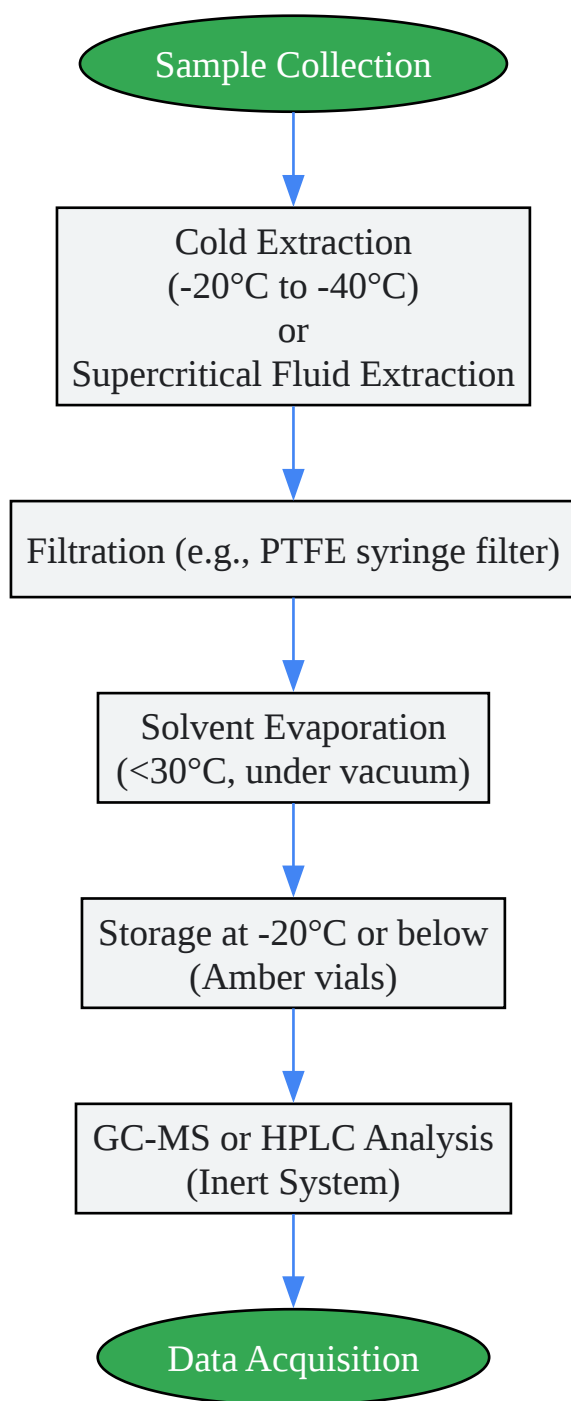 Sample Collection
Cold Extraction
(-20°C to -40°C)
or
Supercritical Fluid Extraction
Filtration (e.g., PTFE syringe filter)
Solvent Evaporation
(<30°C, under vacuum)
Storage at -20°C or below
(Amber vials)
GC-MS or HPLC Analysis
(Inert System)
Data Acquisition